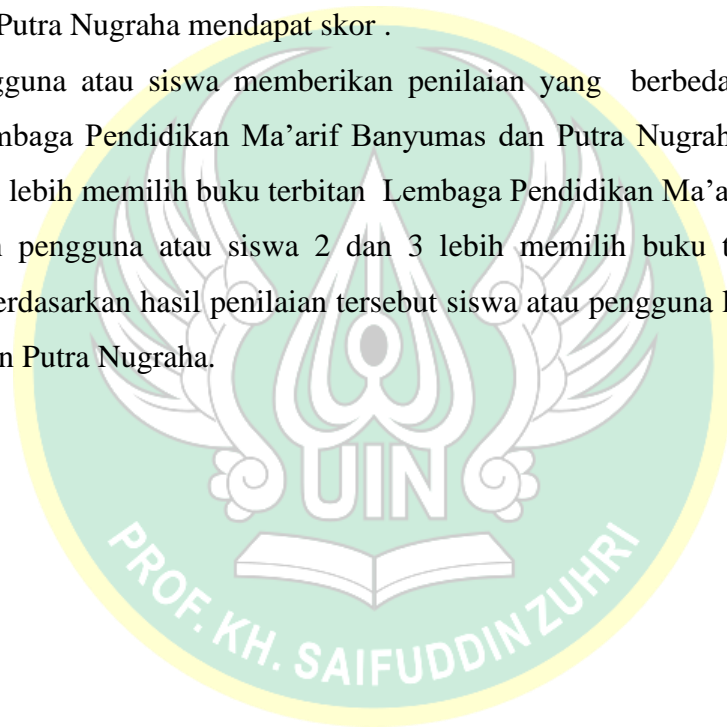 Putra Nugraha mendapat skor .
gguna atau siswa memberikan penilaian yang berbeda
mbaga Pendidikan Ma’arif Banyumas dan Putra Nugrah
lebih memilih buku terbitan Lembaga Pendidikan Ma’a
pengguna atau siswa 2 dan 3 lebih memilih buku t
erdasarkan hasil penilaian tersebut siswa atau pengguna l
n Putra Nugraha.
UIN
PROF. KH. SAIFUDDIN ZUHRI